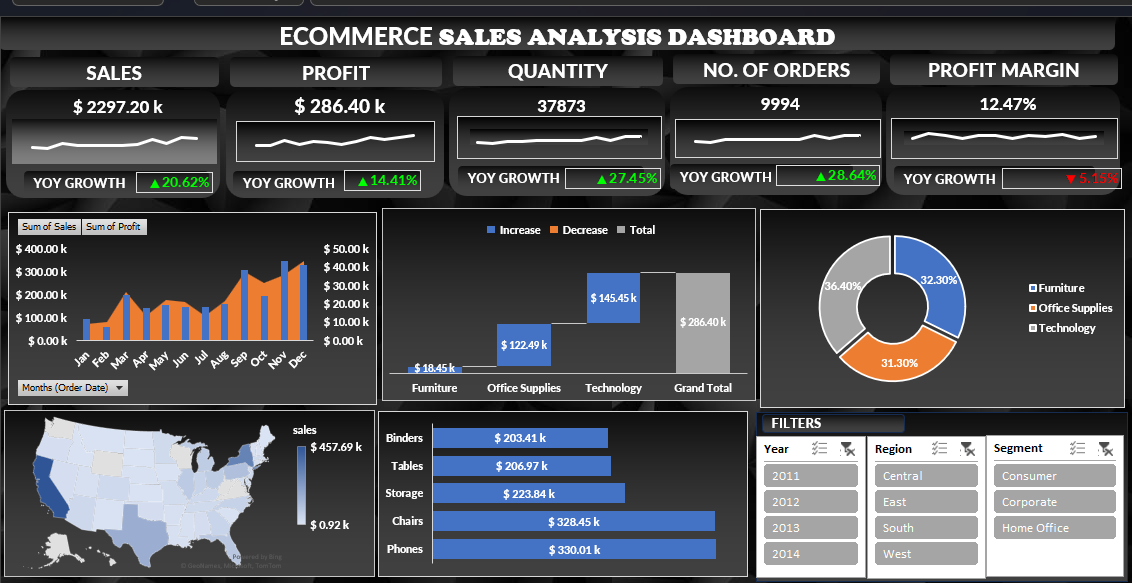 ECOMMERCE SALES ANALYSIS DASHBOARD
SALES
$ 2297.20 k
YOY GROWTH ▲20.62%
PROFIT
$ 286.40 k
YOY GROWTH ▲14.41%
QUANTITY
37873
YOY GROWTH ▲27.45%
NO. OF ORDERS
9994
YOY GROWTH ▲28.64%
PROFIT MARGIN
12.47%
YOY GROWTH ▼5.15%
Sum of Sales Sum of Profit
$ 400.00 k
$ 300.00 k
$ 200.00 k
$ 100.00 k
$ 0.00 k
$ 50.00 k
$ 40.00 k
$ 30.00 k
$ 20.00 k
$ 10.00 k
$ 0.00 k
Jan Feb Mar Apr May Jun Jul Aug Sep Oct Nov Dec
Months (Order Date)
Increase Decrease Total
$ 18.45 k
$ 122.49 k
$ 145.45 k
$ 286.40 k
Furniture Office Supplies Technology Grand Total
36.40%
32.30%
31.30%
Furniture
Office Supplies
Technology
sales
$ 457.69 k
$ 0.92 k
Powered by Bing
© GeoNames, Microsoft, TomTom
Binders $ 203.41 k
Tables $ 206.97 k
Storage $ 223.84 k
Chairs $ 328.45 k
Phones $ 330.01 k
FILTERS
Year
2011
2012
2013
2014
Region
Central
East
South
West
Segment
Consumer
Corporate
Home Office